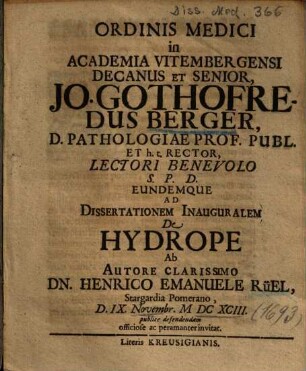 Diss. Med. 366
ORDINIS MEDICI
in
ACADEMIA VITEMBERGENSI
DECANUS ET SENIOR,
JO. GOTHOFRE-
DUS BERGER,
D. PATHOLOGIAE PROF. PUBL.
ET h. t. RECTOR,
LECTORI BENEVOLO
S. P. D.
EUNDEMQUE
AD
DISSERTATIONEM INAUGURALEM
De
HYDROPE
Ab
AUTORE CLARISSIMO
DN. HENRICO EMANUELE RüEL,
Stargardia Pomerano,
D. IX. Novembr. M DC XCIII. (1693)
publice defendendam
officiose ac peramanter invitat.
Literis KREUSIGIANIS.